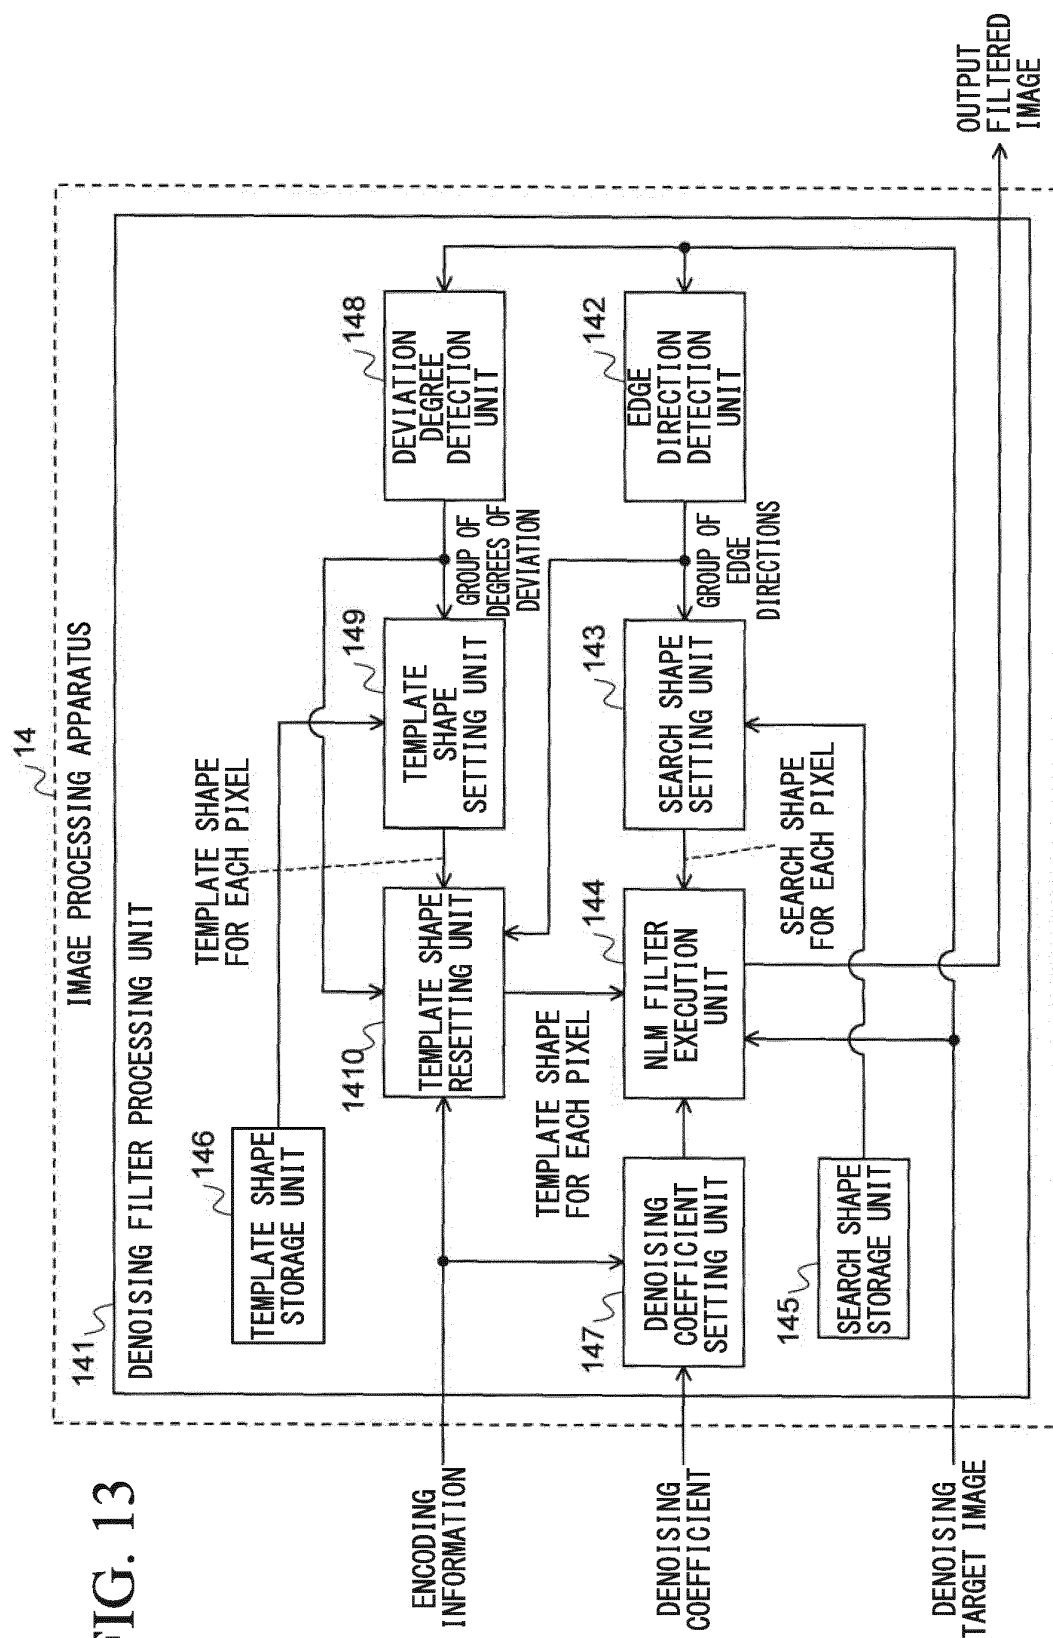 FIG. 13
14
IMAGE PROCESSING APPARATUS
141
DENOISING FILTER PROCESSING UNIT
146
TEMPLATE SHAPE
STORAGE UNIT
TEMPLATE SHAPE
FOR EACH PIXEL
ENCODING
INFORMATION
1410
TEMPLATE SHAPE
RESETTING UNIT
149
TEMPLATE
SHAPE
SETTING UNIT
GROUP OF
DEGREES OF
DEVIATION
148
DEVIATION
DEGREE
DETECTION
UNIT
TEMPLATE SHAPE
FOR EACH PIXEL
DENOISING
COEFFICIENT
147
DENOISING
COEFFICIENT
SETTING UNIT
144
NLM FILTER
EXECUTION
UNIT
143
SEARCH SHAPE
SETTING UNIT
GROUP OF
EDGE
DIRECTIONS
142
EDGE
DIRECTION
DETECTION
UNIT
SEARCH SHAPE
FOR EACH PIXEL
145
SEARCH SHAPE
STORAGE UNIT
DENOISING
TARGET IMAGE
OUTPUT
FILTERED
IMAGE